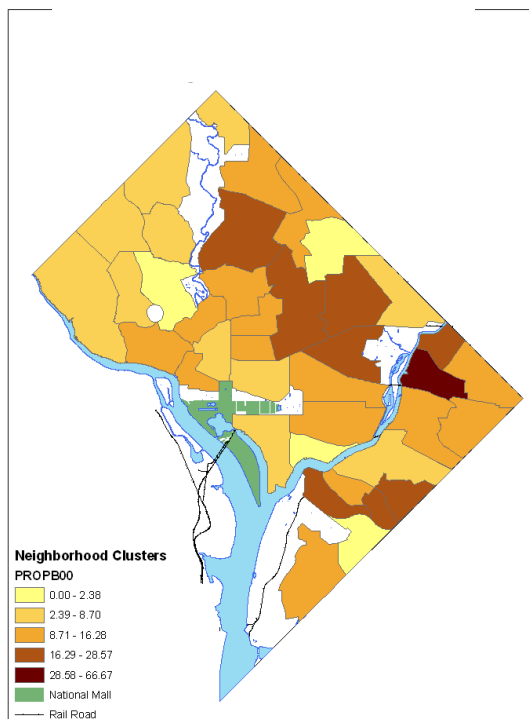 Neighborhood Clusters
PROPB00
0.00 - 2.38
2.39 - 8.70
8.71 - 16.28
16.29 - 28.57
28.58 - 66.67
National Mall
Rail Road